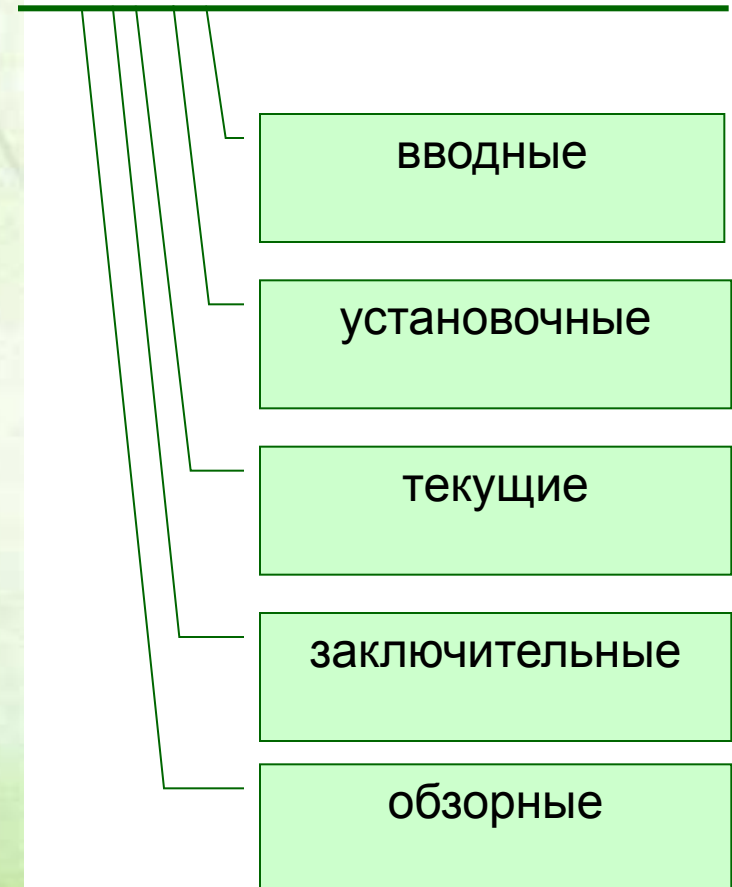 вводные
установочные
текущие
заключительные
обзорные